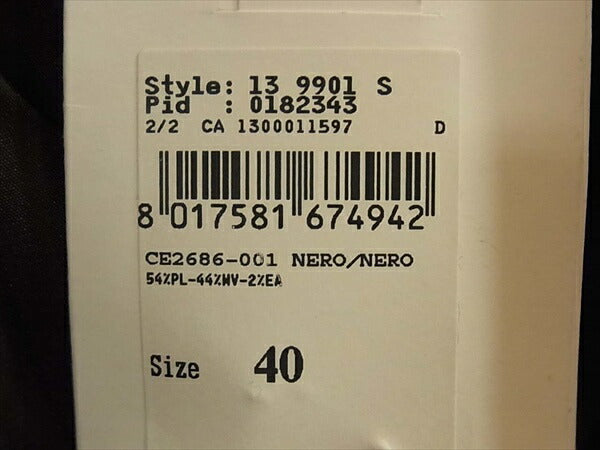 Style: 13 9901 S
Pid : 0182343
2/2 CA 1300011597 D
8 017581 674942
CE2686-001 NERO/NERO
54%PL-44%WV-2%EA
Size 40